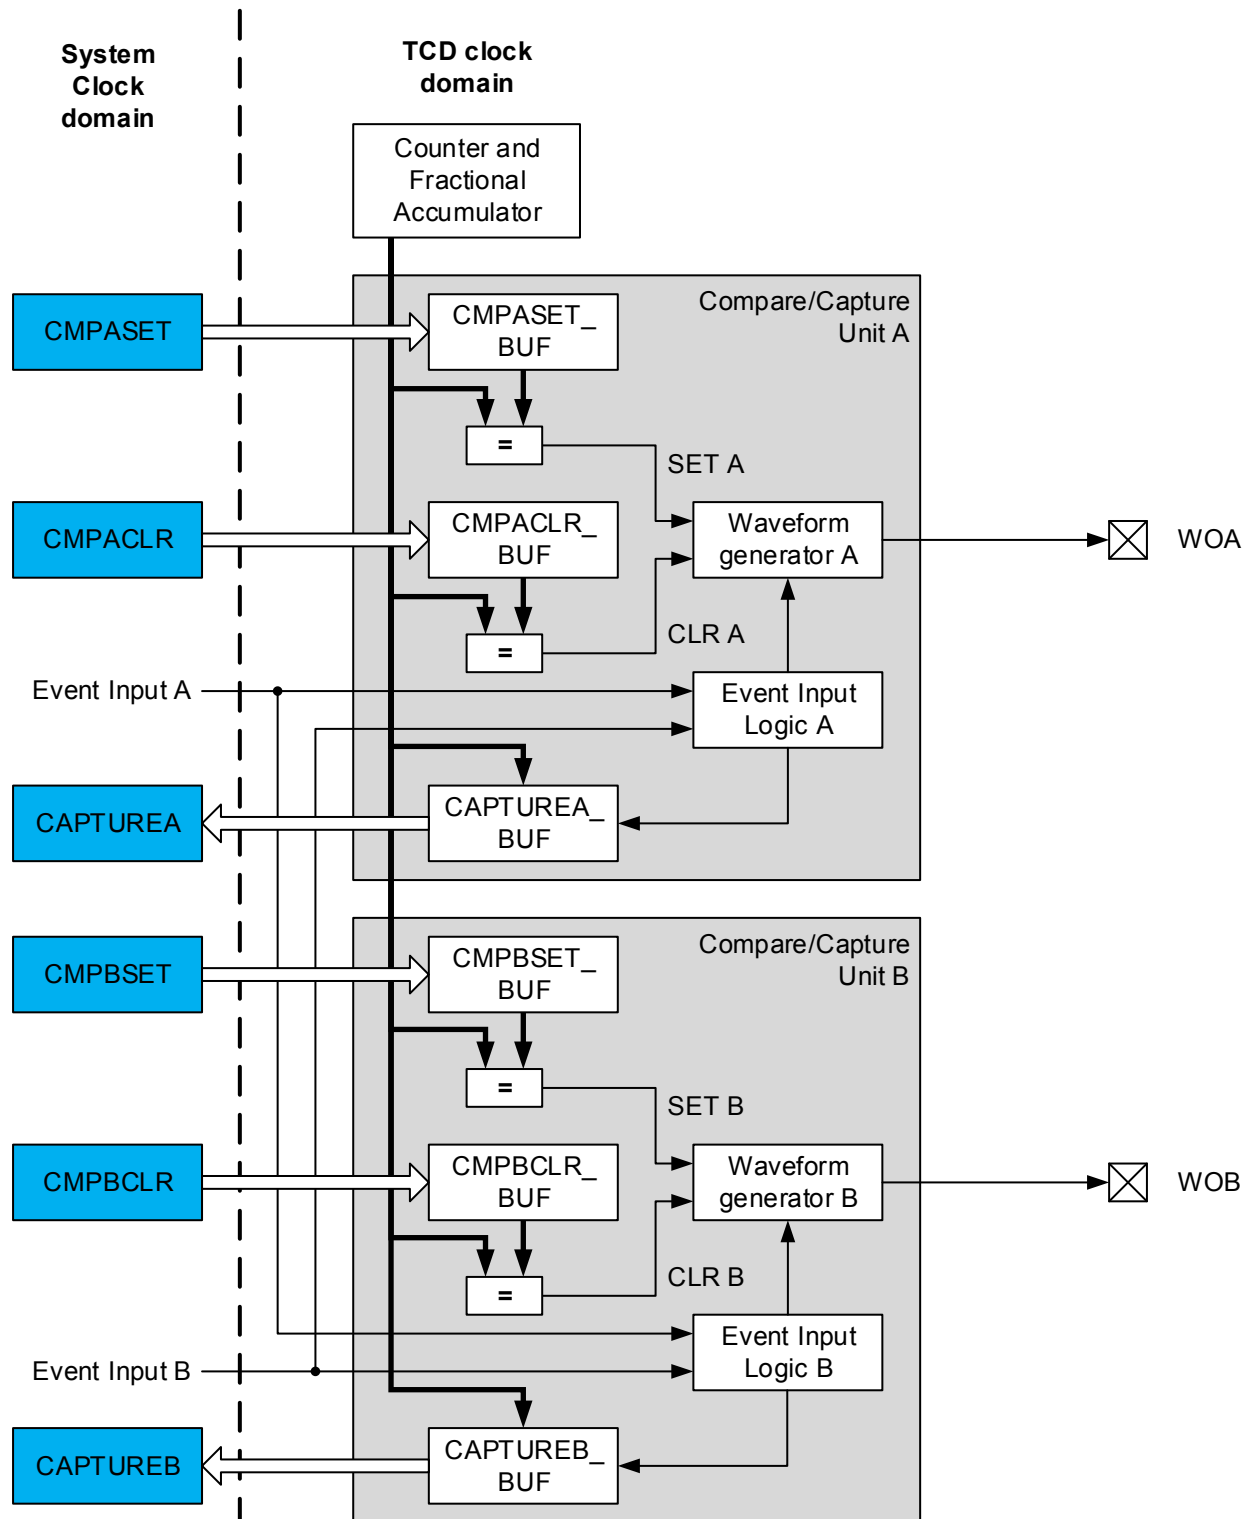 System
Clock
domain
TCD clock
domain
Counter and
Fractional
Accumulator
Compare/Capture
Unit A
CMPASET
CMPASET_
BUF
=
SET A
CMPACLR
CMPACLR_
BUF
Waveform
generator A
WOA
=
CLR A
Event Input A
Event Input
Logic A
CAPTUREA
CAPTUREA_
BUF
Compare/Capture
Unit B
CMPBSET
CMPBSET_
BUF
=
SET B
CMPBCLR
CMPBCLR_
BUF
Waveform
generator B
WOB
=
CLR B
Event Input
Logic B
Event Input B
CAPTUREB
CAPTUREB_
BUF